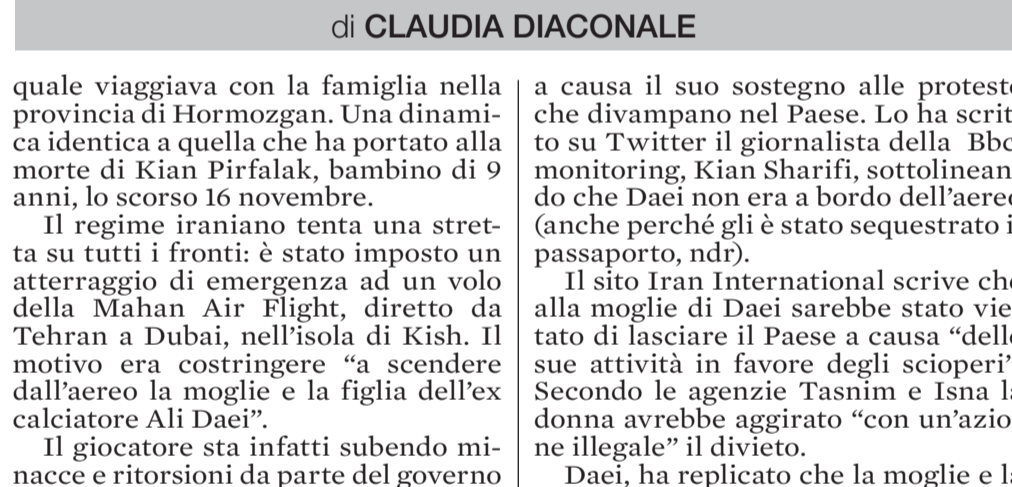 di CLAUDIA DIACONALE
quale viaggiava con la famiglia nella
provincia di Hormozgan. Una dinami-
ca identica a quella che ha portato alla
morte di Kian Pirfalak, bambino di 9
anni, lo scorso 16 novembre.
Il regime iraniano tenta una stret-
ta su tutti i fronti: è stato imposto un
atterraggio di emergenza ad un volo
della Mahan Air Flight, diretto da
Tehran a Dubai, nell'isola di Kish. Il
motivo era costringere “a scendere
dall'aereo la moglie e la figlia dell'ex
calciatore Ali Daei”.
Il giocatore sta infatti subendo mi-
nacce e ritorsioni da parte del governo
a causa il suo sostegno alle protest
che divampano nel Paese. Lo ha scrit
to su Twitter il giornalista della Bbc
monitoring, Kian Sharifi, sottolinean
do che Daei non era a bordo dell'aere
(anche perché gli è stato sequestrato i
passaporto, ndr).
Il sito Iran International scrive ch
alla moglie di Daei sarebbe stato vie
tato di lasciare il Paese a causa “dell
sue attività in favore degli scioperi”
Secondo le agenzie Tasnim e Isna l
donna avrebbe aggirato “con un'azio
ne illegale” il divieto.
Daei, ha replicato che la moglie e l